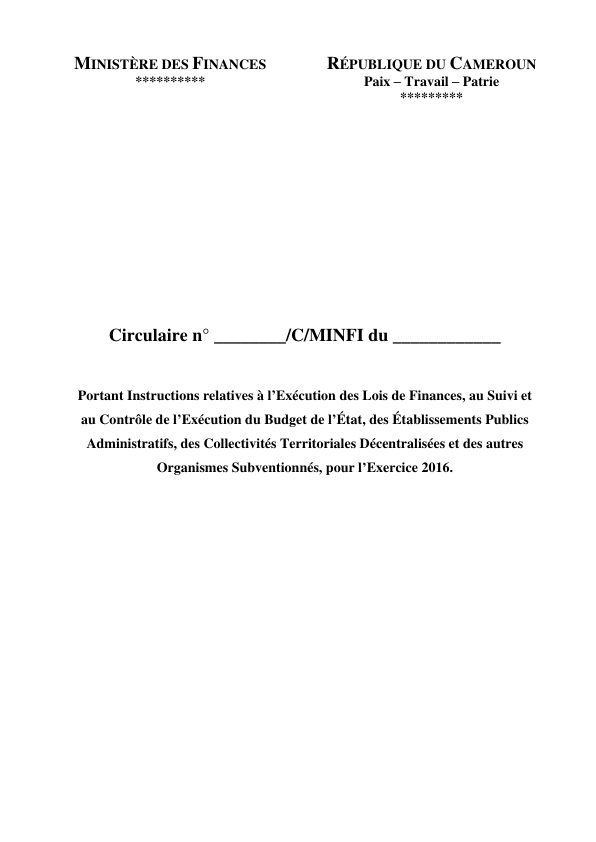 MINISTÈRE DES FINANCES
**********
RÉPUBLIQUE DU CAMEROUN
Paix – Travail – Patrie
*********
Circulaire n° ________/C/MINFI du ____________
Portant Instructions relatives à l’Exécution des Lois de Finances, au Suivi et
au Contrôle de l’Exécution du Budget de l’État, des Établissements Publics
Administratifs, des Collectivités Territoriales Décentralisées et des autres
Organismes Subventionnés, pour l’Exercice 2016.